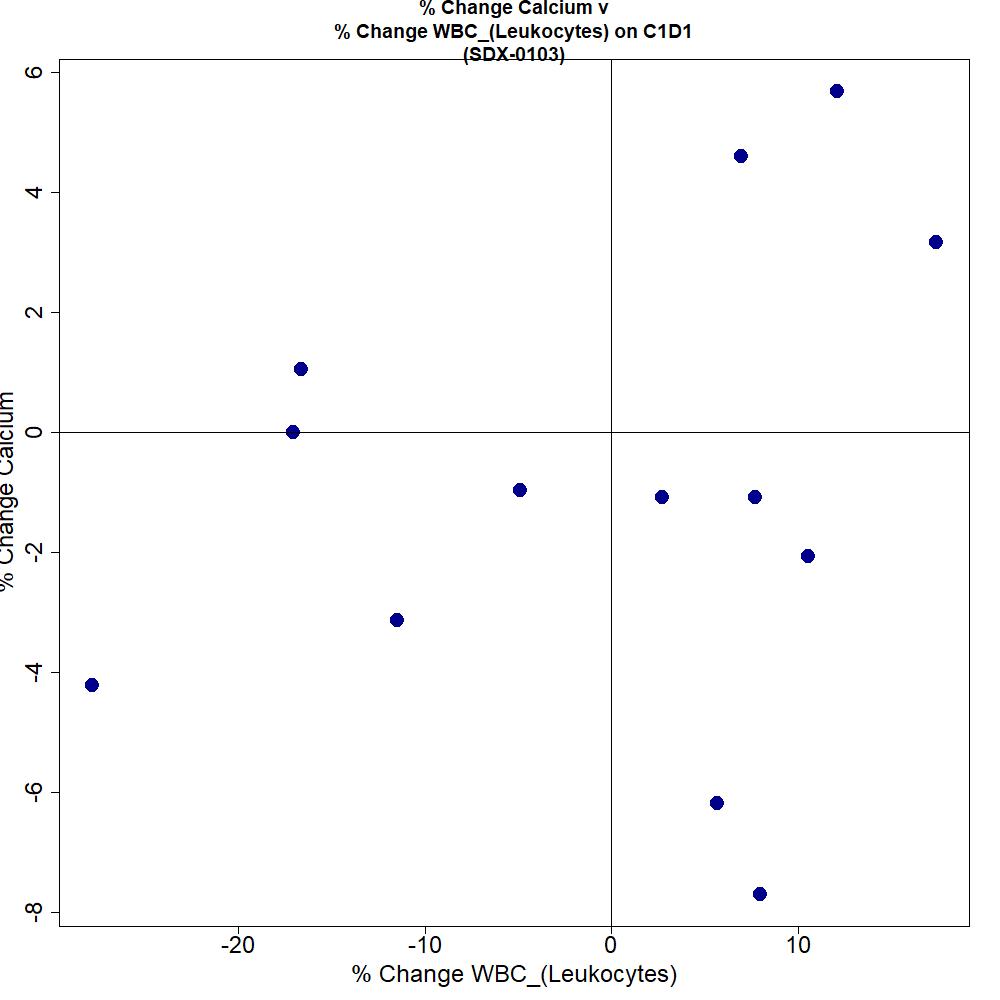 % Change Calcium v
% Change WBC_(Leukocytes) on C1D1
(SDX-0103)
% Change Calcium
6
4
2
0
-2
-4
-6
-8
-20
-10
0
10
% Change WBC_(Leukocytes)